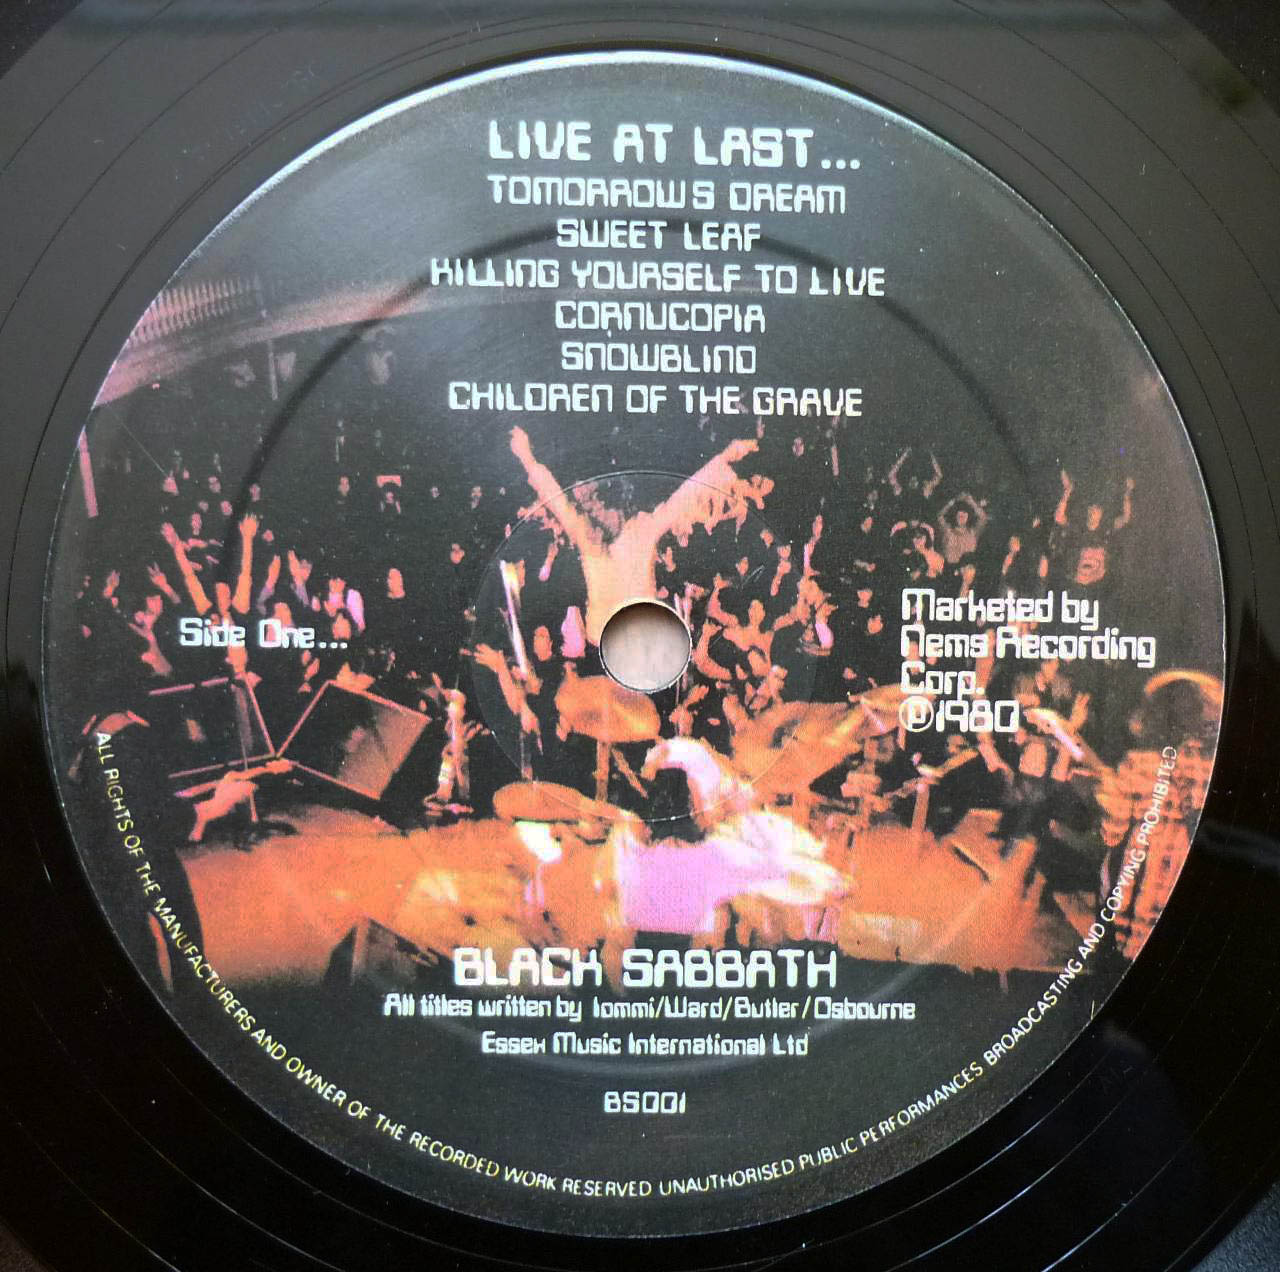 LIVE AT LAST...
TOMORROWS DREAM
SWEET LEAF
KILLING YOURSELF TO LIVE
CORNUCOPIA
SNOWBLIND
CHILDREN OF THE GRAVE
Side One...
Marketed by
Nems Recording
Corp.
℗1980
BLACK SABBATH
All titles written by Iommi/Ward/Butler/Osbourne
Essex Music International Ltd
BS001
ALL RIGHTS OF THE MANUFACTURERS AND OWNER OF THE RECORDED WORK RESERVED UNAUTHORISED PUBLIC PERFORMANCES BROADCASTING AND COPYING PROHIBITED